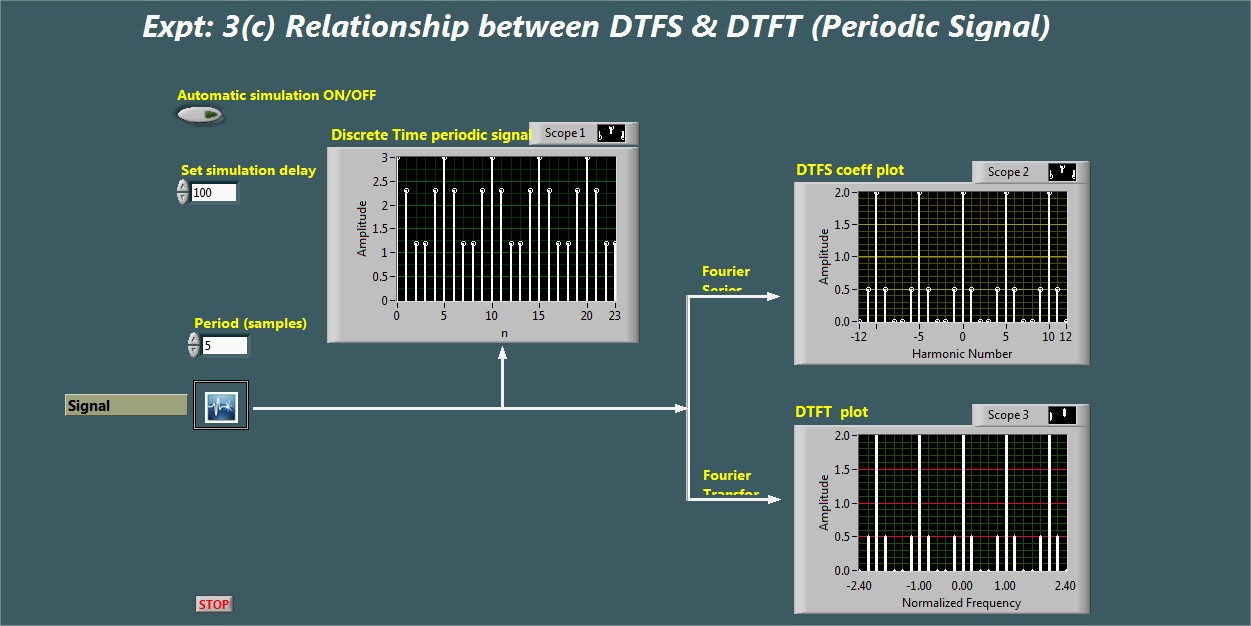 Expt: 3(c) Relationship between DTFS & DTFT (Periodic Signal)
Automatic simulation ON/OFF
Set simulation delay
100
Period (samples)
5
Signal
STOP
Discrete Time periodic signal
Scope 1
Amplitude
3
2.5
2
1.5
1
0.5
0
0 5 10 15 20 23
n
Fourier
Series
Fourier
Transfor
DTFS coeff plot
Scope 2
Amplitude
2.0
1.5
1.0
0.5
0.0
-12 -5 0 5 10 12
Harmonic Number
DTFT plot
Scope 3
Amplitude
2.0
1.5
1.0
0.5
0.0
-2.40 -1.00 0.00 1.00 2.40
Normalized Frequency